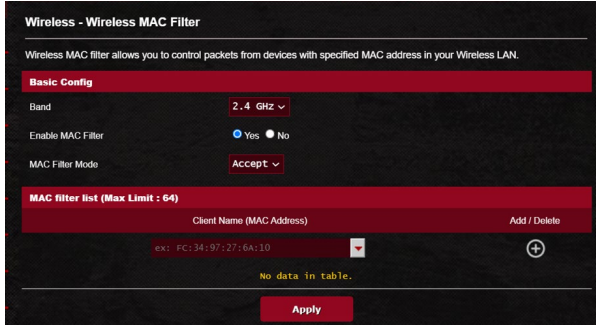 Wireless - Wireless MAC Filter
Wireless MAC filter allows you to control packets from devices with specified MAC address in your Wireless LAN.
Basic Config
Band 2.4 GHz
Enable MAC Filter Yes No
MAC Filter Mode Accept
MAC filter list (Max Limit : 64)
Client Name (MAC Address) Add / Delete
ex: FC:34:97:27:6A:10
No data in table.
Apply